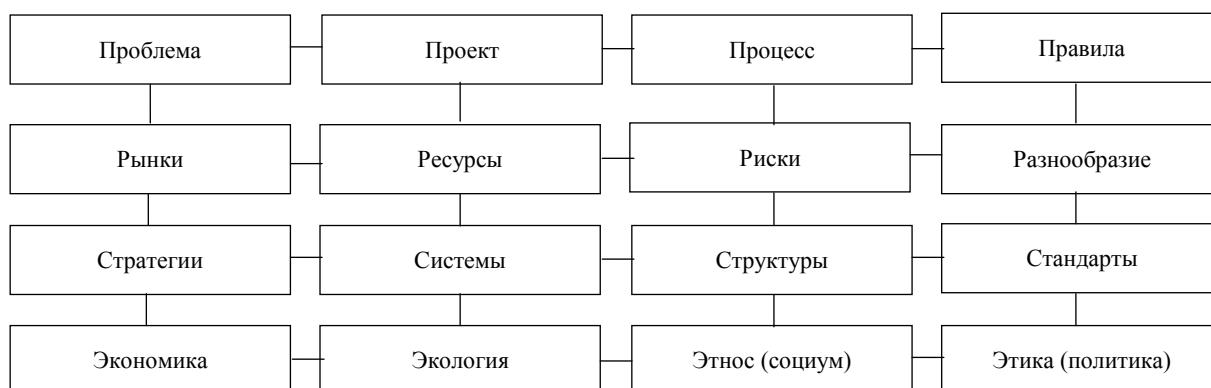 Проблема Проект Процесс Правила
Рынки Ресурсы Риски Разнообразие
Стратегии Системы Структуры Стандарты
Экономика Экология Этнос (социум) Этика (политика)